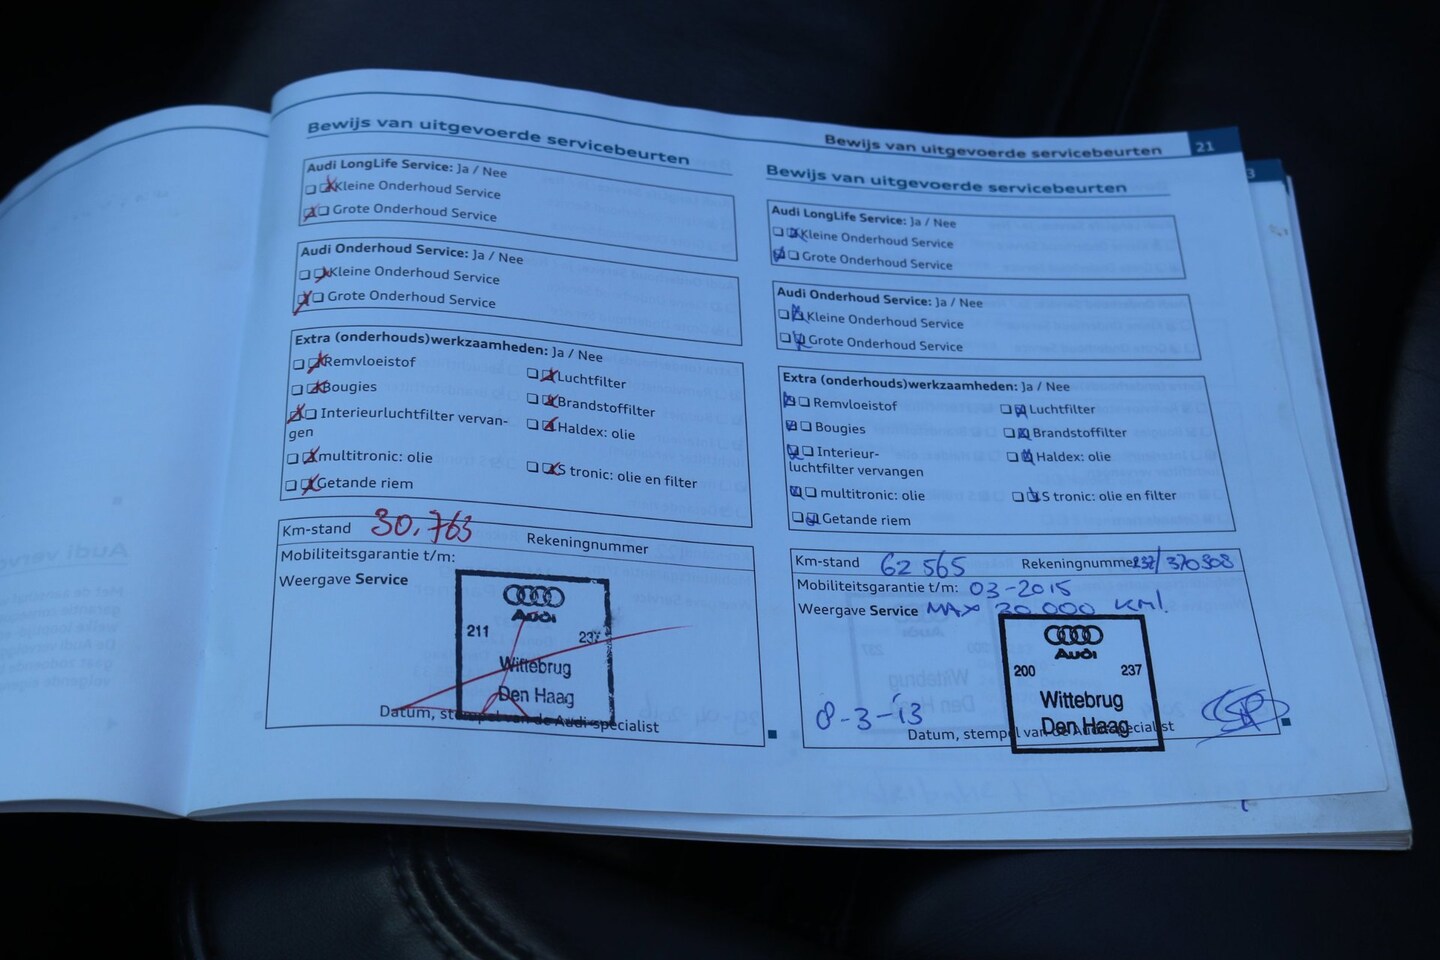 Bewijs van uitgevoerde servicebeurten
Audi LongLife Service: Ja / Nee
Kleine Onderhoud Service
Grote Onderhoud Service
Audi Onderhoud Service: Ja / Nee
Kleine Onderhoud Service
Grote Onderhoud Service
Extra (onderhouds)werkzaamheden: Ja / Nee
Remvloeistof
Luchtfilter
Bougies
Brandstoffilter
Interieurluchtfilter vervan-
gen
Haldex: olie
multitronic: olie
S tronic: olie en filter
Getande riem
Km-stand 30.763 Rekeningnummer
Mobiliteitsgarantie t/m:
Weergave Service
Audi
211 237
Wittebrug
Den Haag
Datum, stempel van de Audi specialist
Bewijs van uitgevoerde servicebeurten 21
Bewijs van uitgevoerde servicebeurten
Audi LongLife Service: Ja / Nee
Kleine Onderhoud Service
Grote Onderhoud Service
Audi Onderhoud Service: Ja / Nee
Kleine Onderhoud Service
Grote Onderhoud Service
Extra (onderhouds)werkzaamheden: Ja / Nee
Remvloeistof
Luchtfilter
Bougies
Brandstoffilter
Interieur-
luchtfilter vervangen
Haldex: olie
multitronic: olie
S tronic: olie en filter
Getande riem
Km-stand 62 565 Rekeningnummer 237/370808
Mobiliteitsgarantie t/m: 03-2015
Weergave Service MAX 30.000 KM!
Audi
200 237
Wittebrug
Den Haag
8-3-13
Datum, stempel van de Audi specialist
3